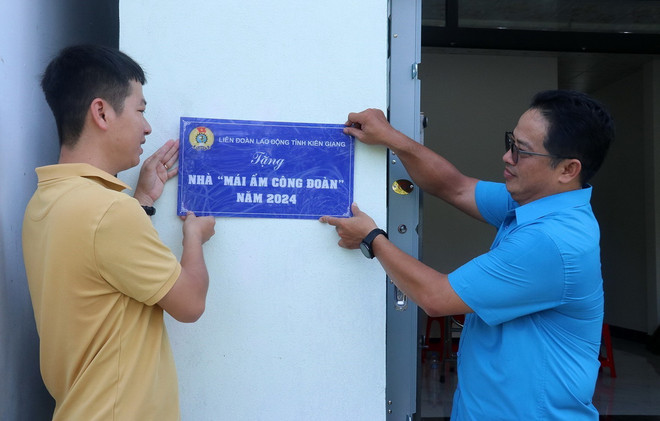 LIÊN ĐOÀN LAO ĐỘNG TỈNH KIÊN GIANG
Tặng
NHÀ "MÁI ẤM CÔNG ĐOÀN"
NĂM 2024